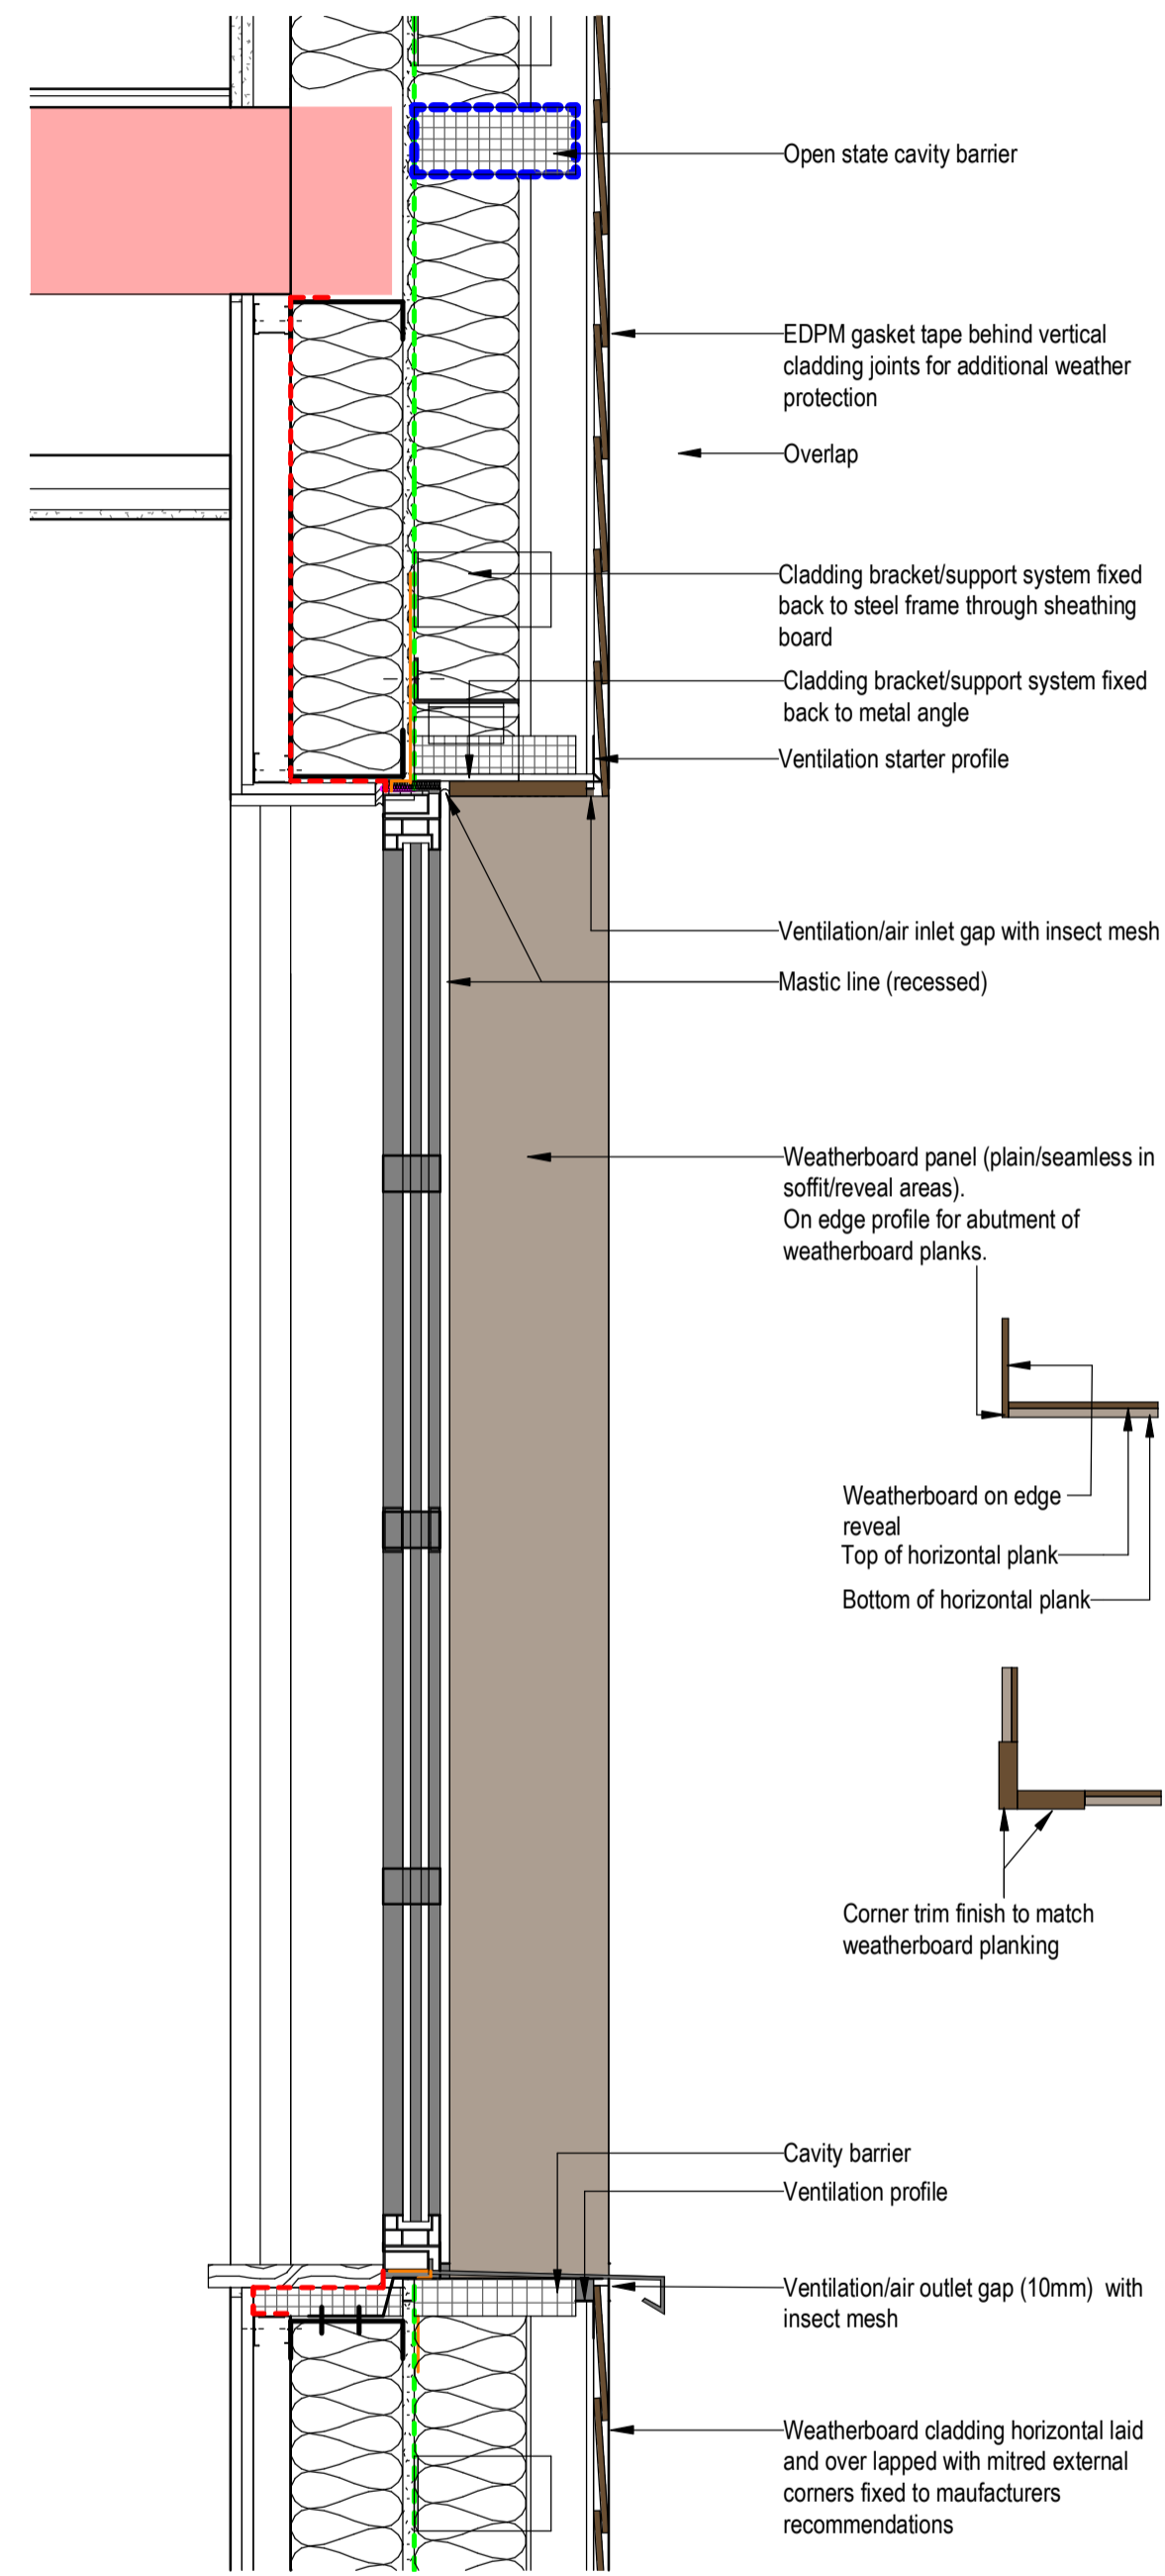 Open state cavity barrier
EDPM gasket tape behind vertical
cladding joints for additional weather
protection
Overlap
Cladding bracket/support system fixed
back to steel frame through sheathing
board
Cladding bracket/support system fixed
back to metal angle
Ventilation starter profile
Ventilation/air inlet gap with insect mesh
Mastic line (recessed)
Weatherboard panel (plain/seamless in
soffit/reveal areas).
On edge profile for abutment of
weatherboard planks.
Weatherboard on edge
reveal
Top of horizontal plank
Bottom of horizontal plank
Corner trim finish to match
weatherboard planking
Cavity barrier
Ventilation profile
Ventilation/air outlet gap (10mm) with
insect mesh
Weatherboard cladding horizontal laid
and over lapped with mitred external
corners fixed to maufacturers
recommendations